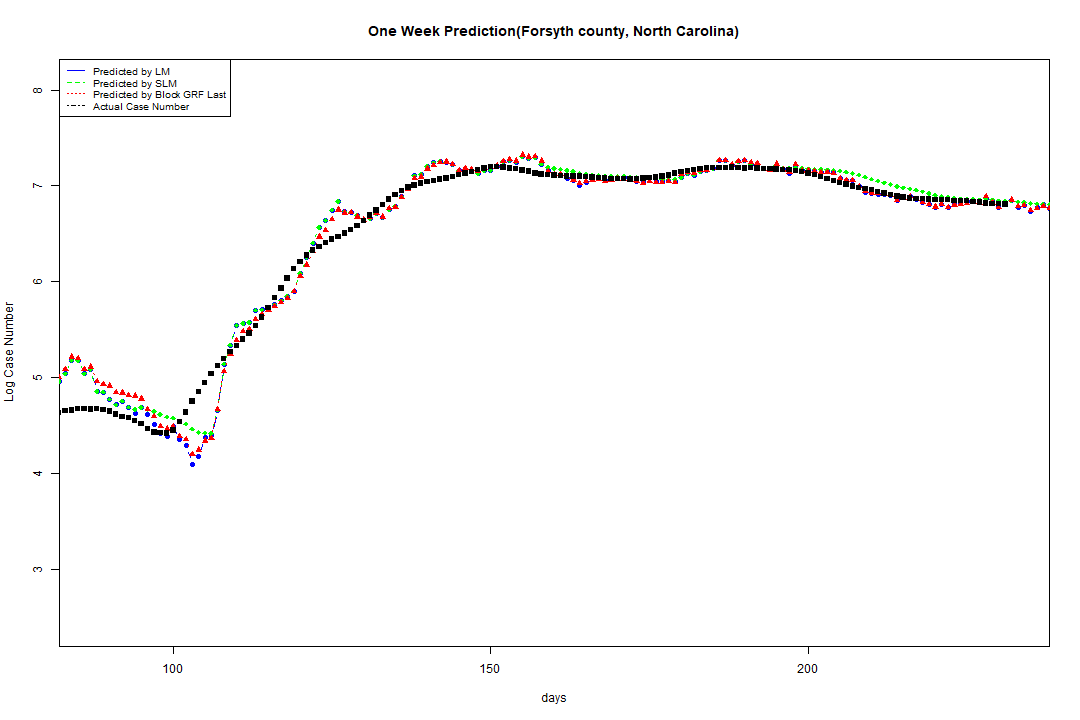 One Week Prediction(Forsyth county, North Carolina)
Predicted by LM
Predicted by SLM
Predicted by Block GRF Last
Actual Case Number
8
7
6
5
4
3
Log Case Number
100 150 200
days